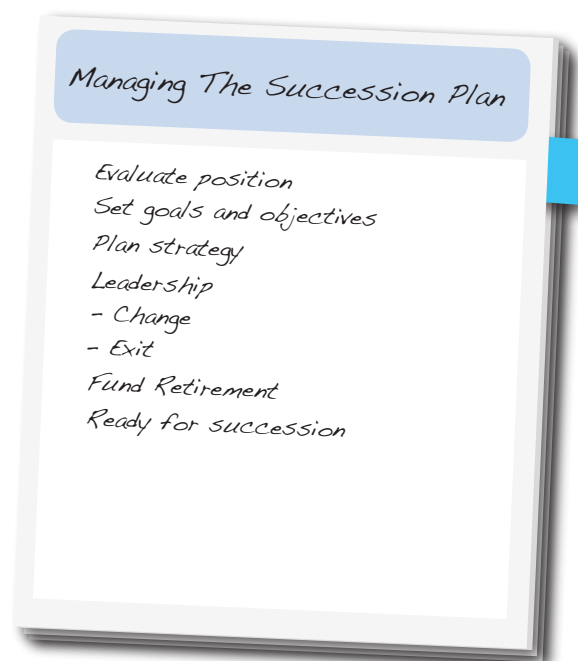 Managing The Succession Plan
Evaluate position
Set goals and objectives
Plan strategy
Leadership
- Change
- Exit
Fund Retirement
Ready for succession